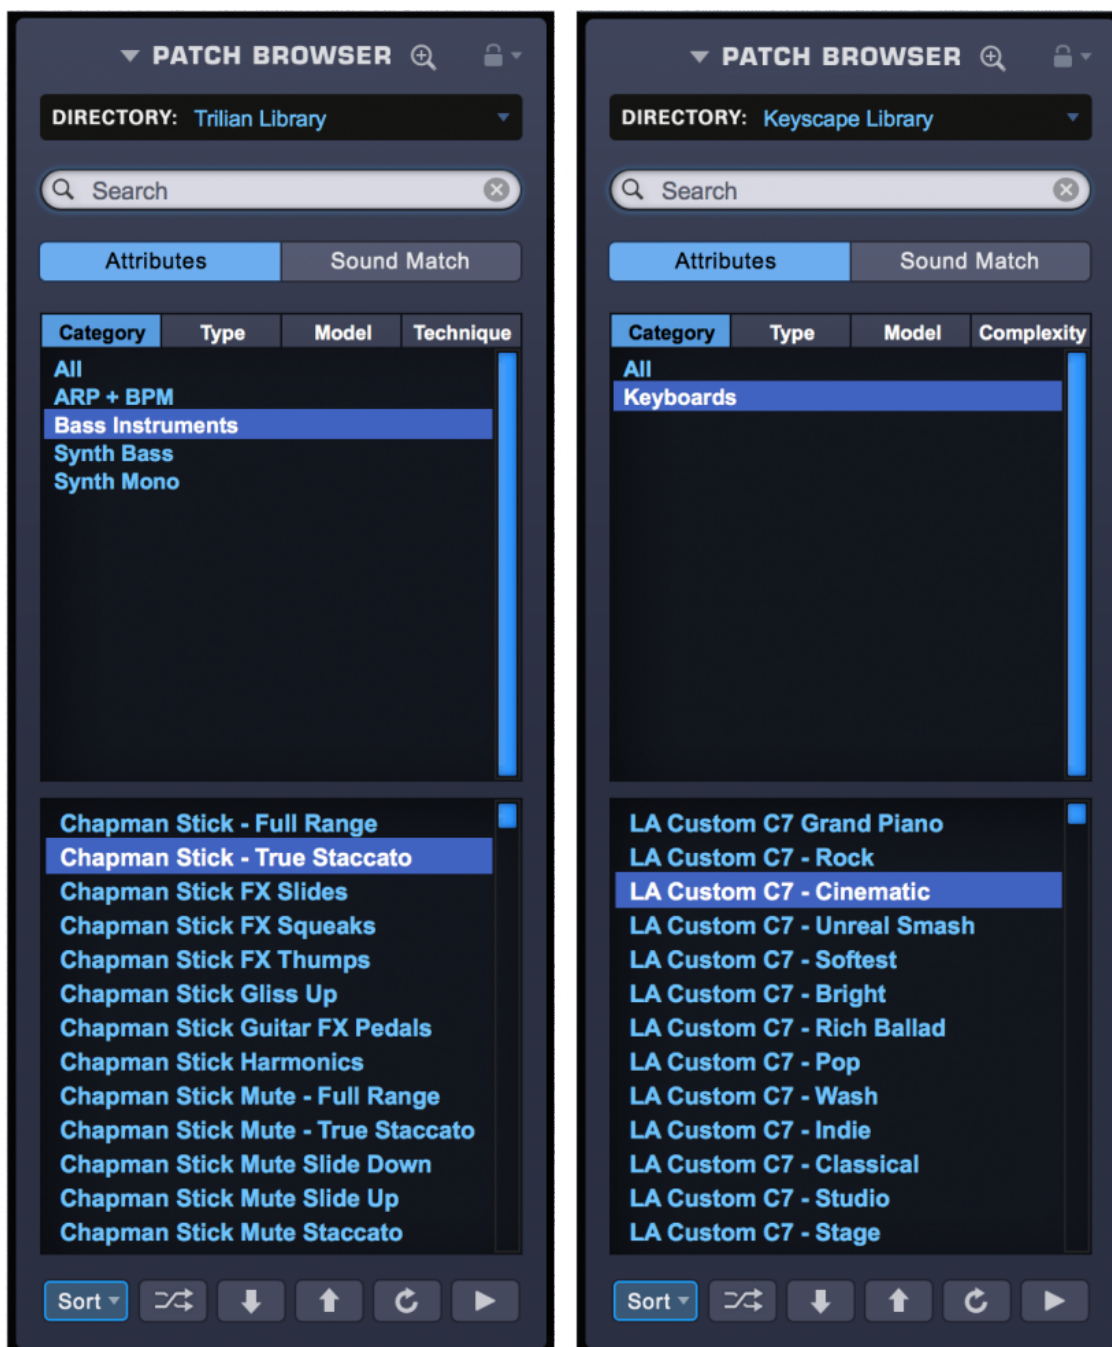 PATCH BROWSER
DIRECTORY: Trilian Library
Search
Attributes Sound Match
Category Type Model Technique
All
ARP + BPM
Bass Instruments
Synth Bass
Synth Mono
Chapman Stick - Full Range
Chapman Stick - True Staccato
Chapman Stick FX Slides
Chapman Stick FX Squeaks
Chapman Stick FX Thumps
Chapman Stick Gliss Up
Chapman Stick Guitar FX Pedals
Chapman Stick Harmonics
Chapman Stick Mute - Full Range
Chapman Stick Mute - True Staccato
Chapman Stick Mute Slide Down
Chapman Stick Mute Slide Up
Chapman Stick Mute Staccato
Sort
PATCH BROWSER
DIRECTORY: Keyscape Library
Search
Attributes Sound Match
Category Type Model Complexity
All
Keyboards
LA Custom C7 Grand Piano
LA Custom C7 - Rock
LA Custom C7 - Cinematic
LA Custom C7 - Unreal Smash
LA Custom C7 - Softest
LA Custom C7 - Bright
LA Custom C7 - Rich Ballad
LA Custom C7 - Pop
LA Custom C7 - Wash
LA Custom C7 - Indie
LA Custom C7 - Classical
LA Custom C7 - Studio
LA Custom C7 - Stage
Sort